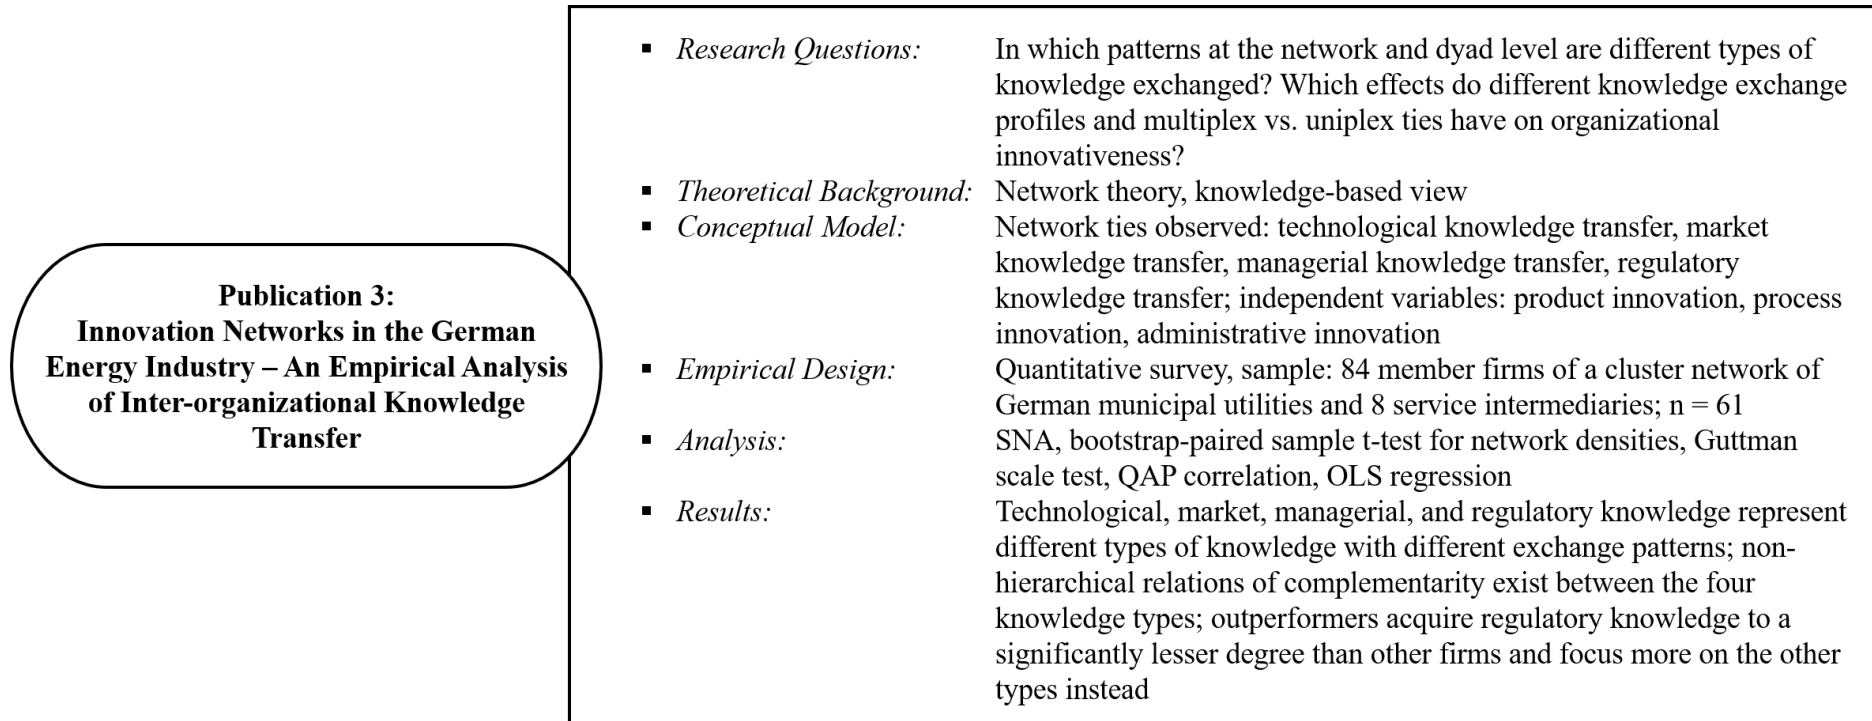 Publication 3:
Innovation Networks in the German
Energy Industry – An Empirical Analysis
of Inter-organizational Knowledge
Transfer
▪ Research Questions: In which patterns at the network and dyad level are different types of
knowledge exchanged? Which effects do different knowledge exchange
profiles and multiplex vs. uniplex ties have on organizational
innovativeness?
▪ Theoretical Background: Network theory, knowledge-based view
▪ Conceptual Model: Network ties observed: technological knowledge transfer, market
knowledge transfer, managerial knowledge transfer, regulatory
knowledge transfer; independent variables: product innovation, process
innovation, administrative innovation
▪ Empirical Design: Quantitative survey, sample: 84 member firms of a cluster network of
German municipal utilities and 8 service intermediaries; n = 61
▪ Analysis: SNA, bootstrap-paired sample t-test for network densities, Guttman
scale test, QAP correlation, OLS regression
▪ Results: Technological, market, managerial, and regulatory knowledge represent
different types of knowledge with different exchange patterns; non-
hierarchical relations of complementarity exist between the four
knowledge types; outperformers acquire regulatory knowledge to a
significantly lesser degree than other firms and focus more on the other
types instead